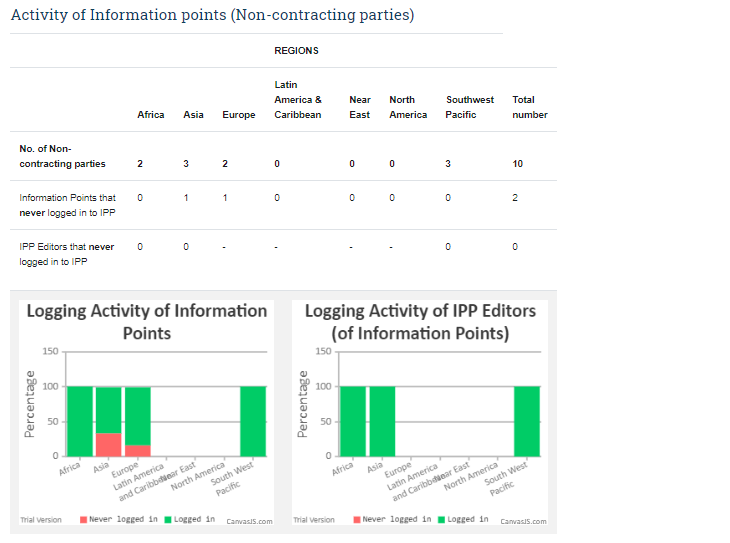 Activity of Information points (Non-contracting parties)
REGIONS
Africa Asia Europe Latin America & Caribbean Near East North America Southwest Pacific Total number
No. of Non-
contracting parties 2 3 2 0 0 0 3 10
Information Points that 0 1 1 0 0 0 0 2
never logged in to IPP
IPP Editors that never 0 0 - - - - 0 0
logged in to IPP
Logging Activity of Information
Points
Percentage
150
100
50
0
Africa
Asia
Europe
Latin America
and Caribbean
Near East
North America
South West
Pacific
Trial Version
Never logged in Logged in
CanvasJS.com
Logging Activity of IPP Editors
(of Information Points)
Percentage
150
100
50
0
Africa
Asia
Europe
Latin America
and Caribbean
Near East
North America
South West
Pacific
Trial Version
Never logged in Logged in
CanvasJS.com